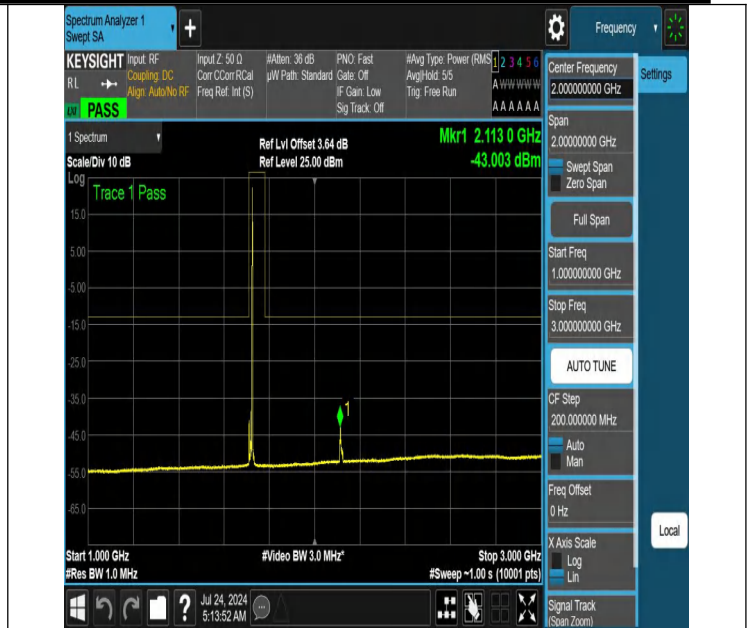 Spectrum Analyzer 1
Swept SA
Frequency
KEYSIGHT
RL
PASS
Input: RF
Coupling: DC
Align: Auto/No RF
Input Z: 50 Ω
Corr CCorr RCal
Freq Ref: Int (S)
#Atten: 36 dB
µW Path: Standard
PNO: Fast
Gate: Off
IF Gain: Low
Sig Track: Off
#Avg Type: Power (RMS
Avg|Hold: 5/5
Trig: Free Run
1 2 3 4 5 6
A W W W W W
A A A A A A
1 Spectrum
Scale/Div 10 dB
Ref Lvl Offset 3.64 dB
Ref Level 25.00 dBm
Mkr1 2.113 0 GHz
-43.003 dBm
Log
Trace 1 Pass
15.0
5.00
-5.00
-15.0
-25.0
-35.0
-45.0
-55.0
-65.0
1
Start 1.000 GHz
#Res BW 1.0 MHz
#Video BW 3.0 MHz*
Stop 3.000 GHz
#Sweep ~1.00 s (10001 pts)
Center Frequency
2.000000000 GHz
Span
2.00000000 GHz
Swept Span
Zero Span
Full Span
Start Freq
1.000000000 GHz
Stop Freq
3.000000000 GHz
AUTO TUNE
CF Step
200.000000 MHz
Auto
Man
Freq Offset
0 Hz
X Axis Scale
Log
Lin
Signal Track
(Span Zoom)
Settings
Local
?
Jul 24, 2024
5:13:52 AM